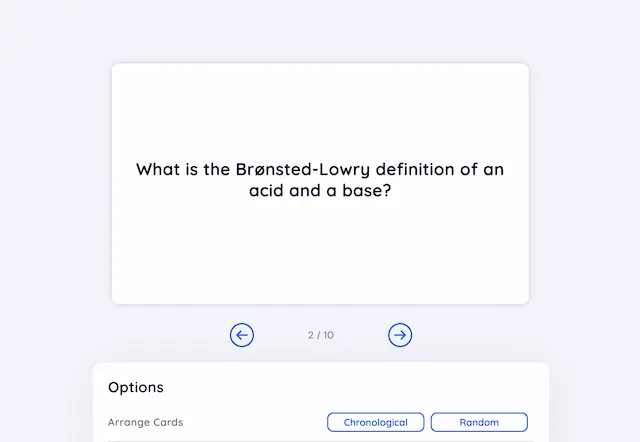 What is the Brønsted-Lowry definition of an
acid and a base?
2 / 10
Options
Arrange Cards
Chronological
Random